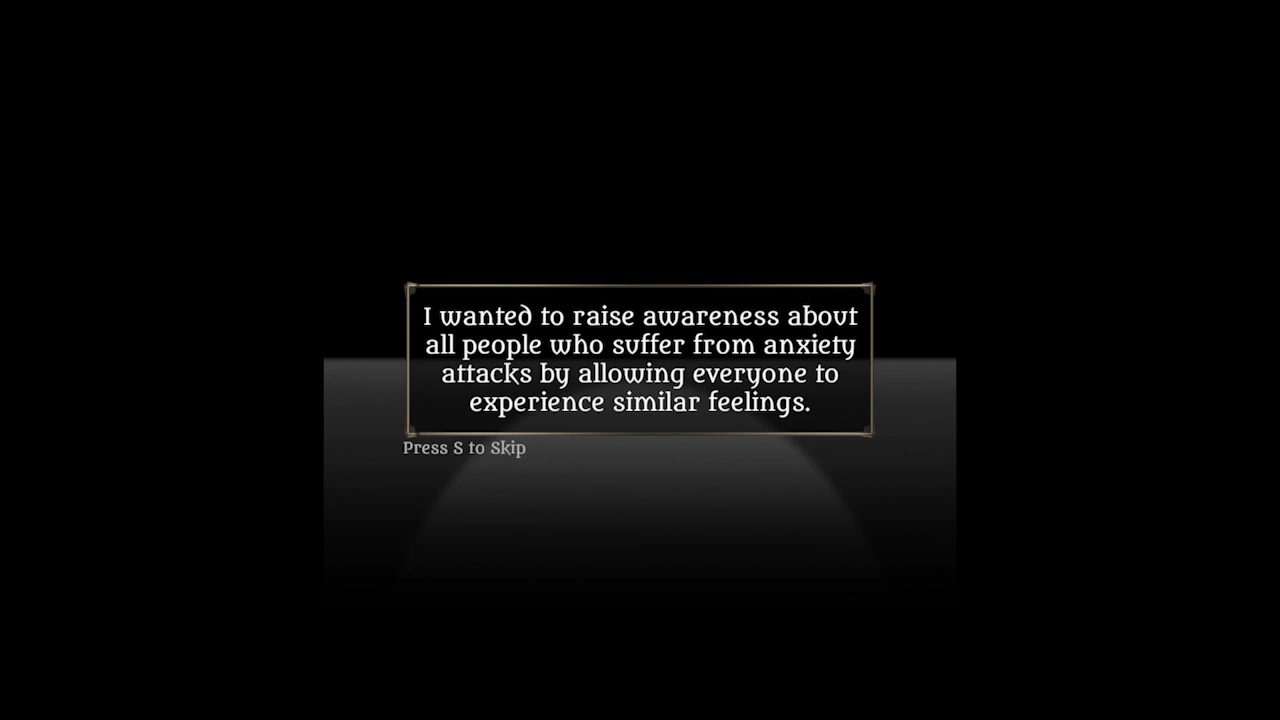 I wanted to raise awareness about
all people who suffer from anxiety
attacks by allowing everyone to
experience similar feelings.
Press S to Skip